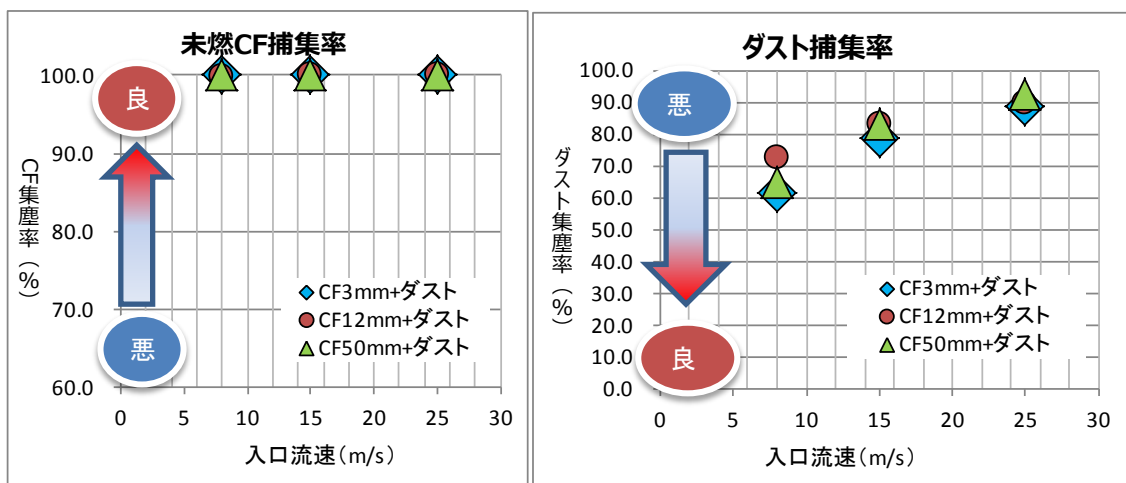 未燃CF捕集率
100.0
90.0
80.0
70.0
60.0
CF集塵率（%）
良
悪
CF3mm+ダスト
CF12mm+ダスト
CF50mm+ダスト
0 5 10 15 20 25 30
入口流速（m/s）
ダスト捕集率
100.0
90.0
80.0
70.0
60.0
50.0
40.0
30.0
20.0
10.0
0.0
ダスト集塵率（%）
悪
良
CF3mm+ダスト
CF12mm+ダスト
CF50mm+ダスト
0 5 10 15 20 25 30
入口流速（m/s）